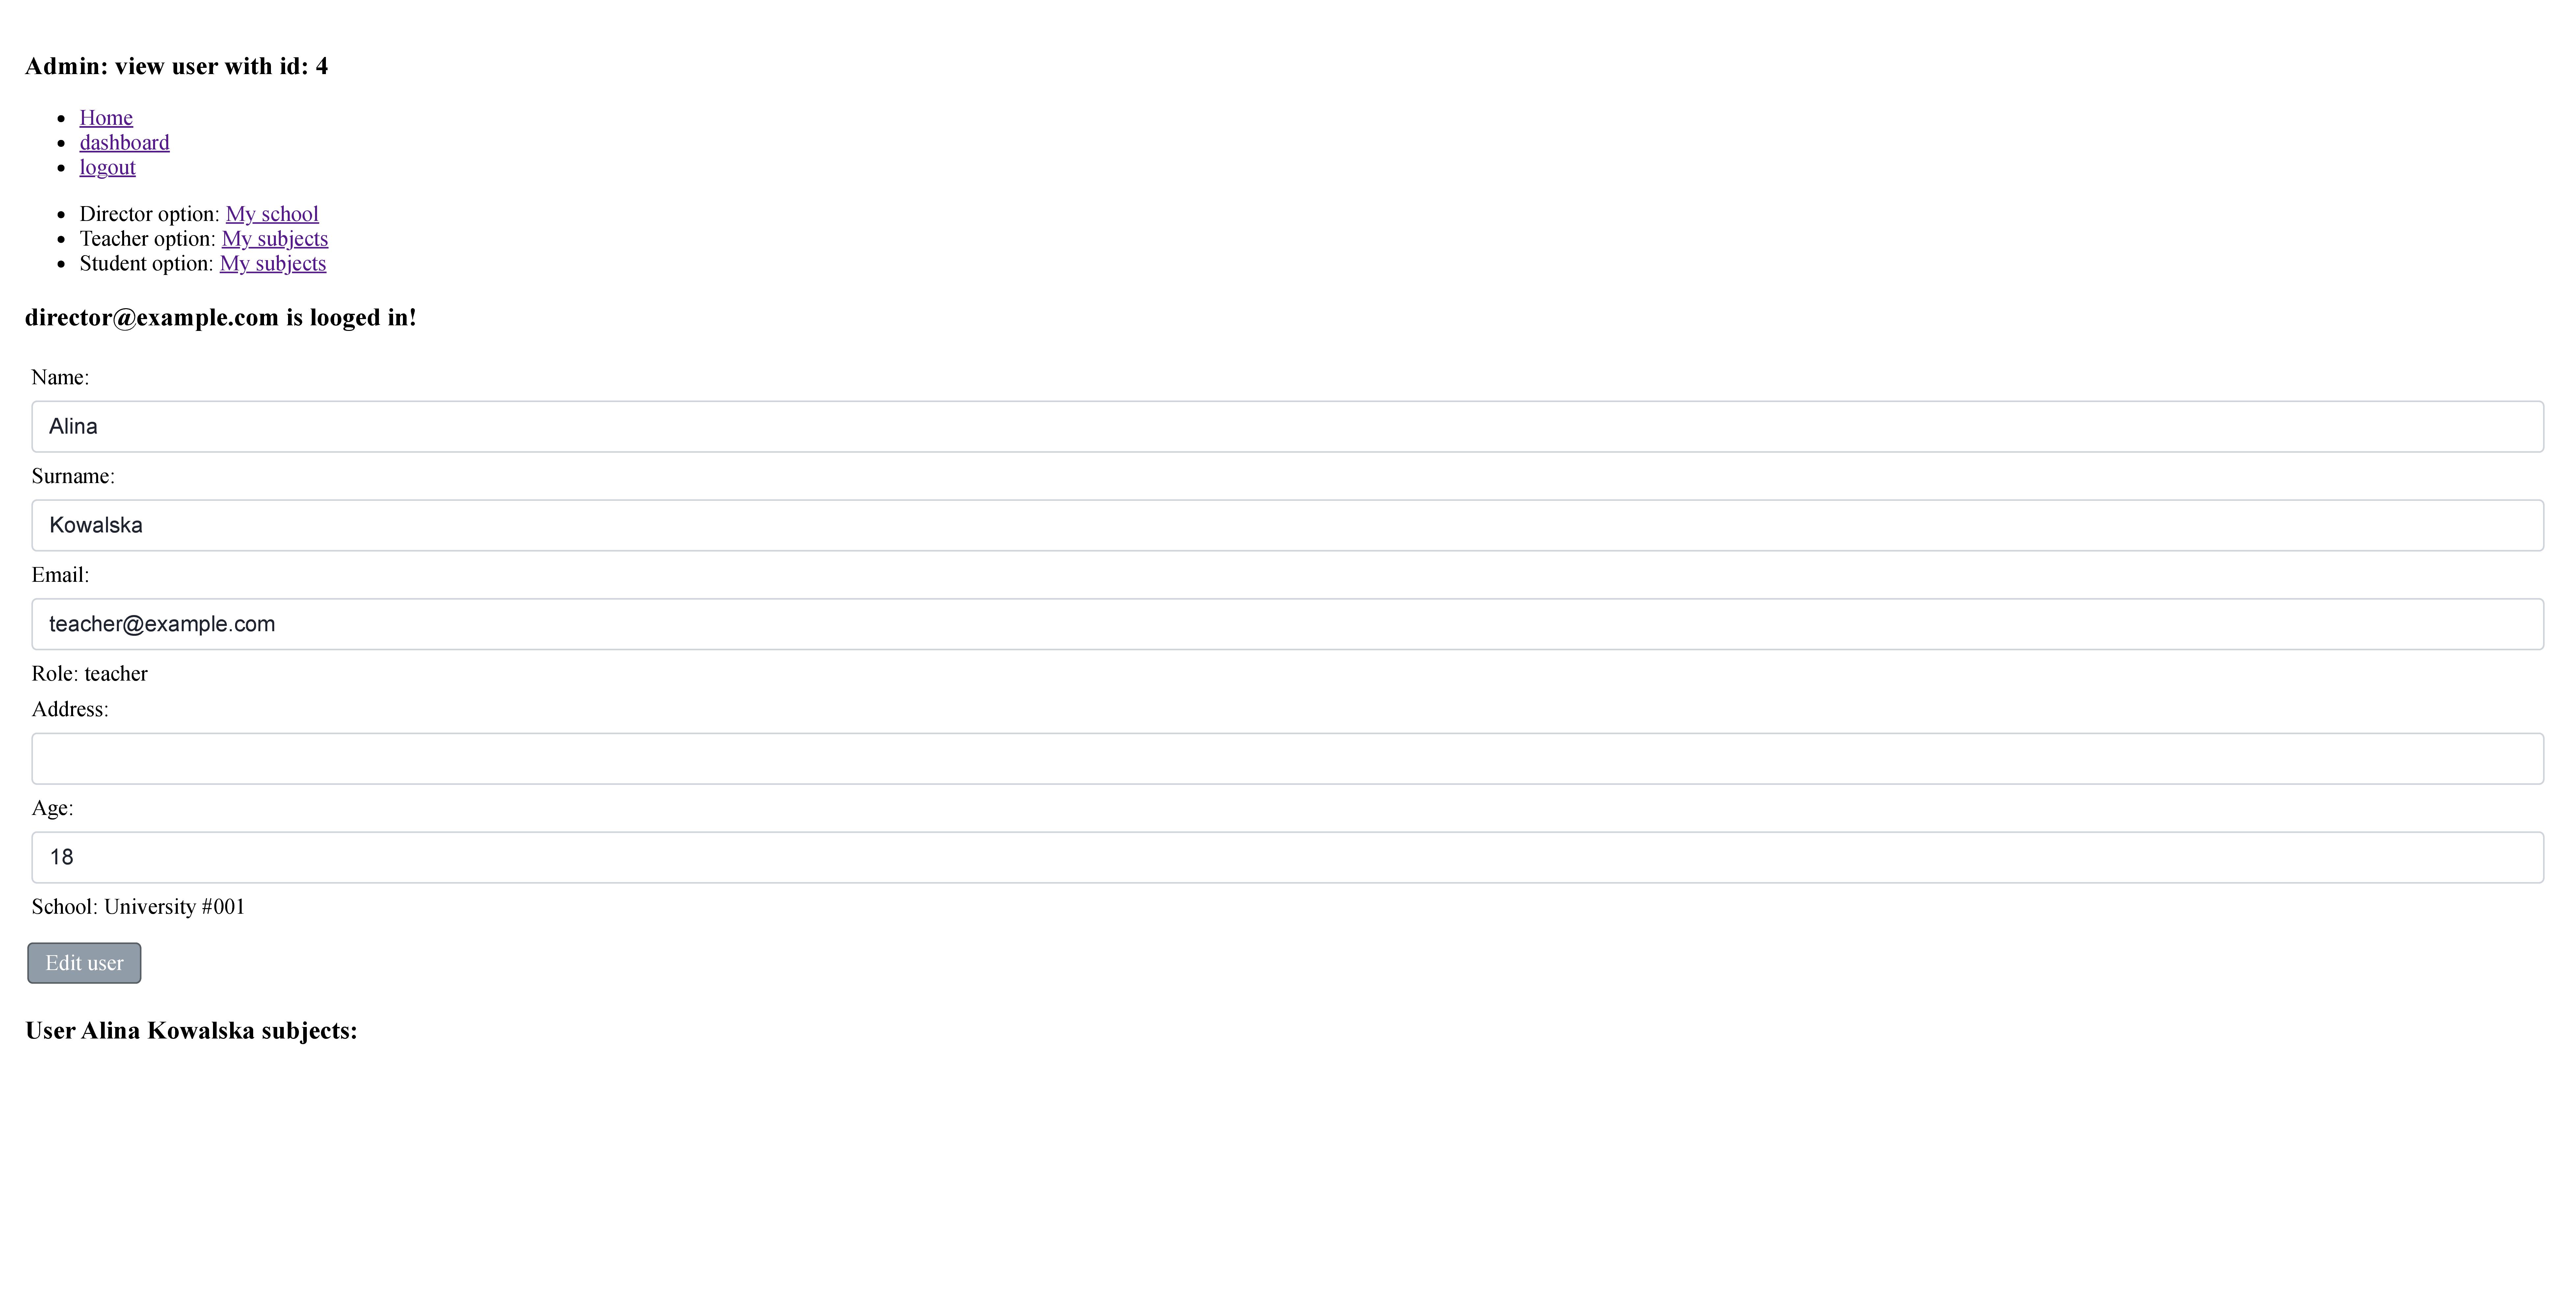 Admin: view user with id: 4
Home
dashboard
logout
Director option: My school
Teacher option: My subjects
Student option: My subjects
director@example.com is looged in!
Name:
Alina
Surname:
Kowalska
Email:
teacher@example.com
Role: teacher
Address:
Age:
18
School: University #001
Edit user
User Alina Kowalska subjects: